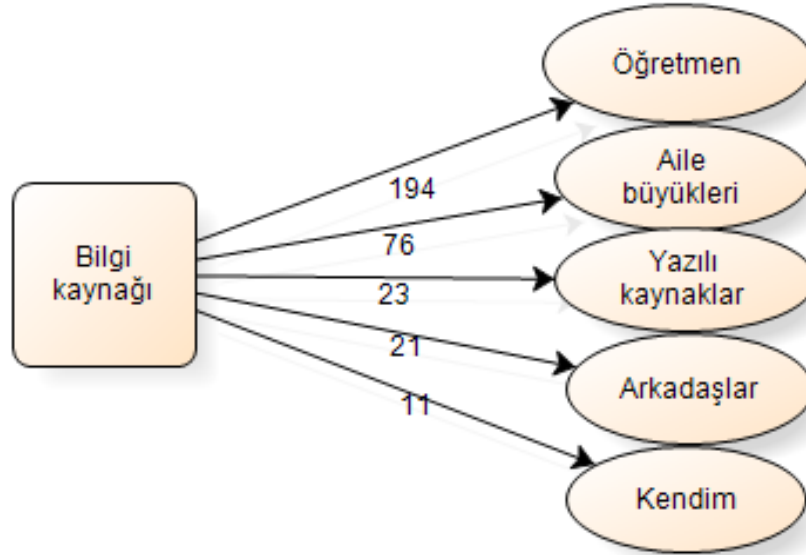 Öğretmen
194
Aile
büyükleri
76
Bilgi
kaynağı
Yazılı
kaynaklar
23
21
Arkadaşlar
11
Kendim